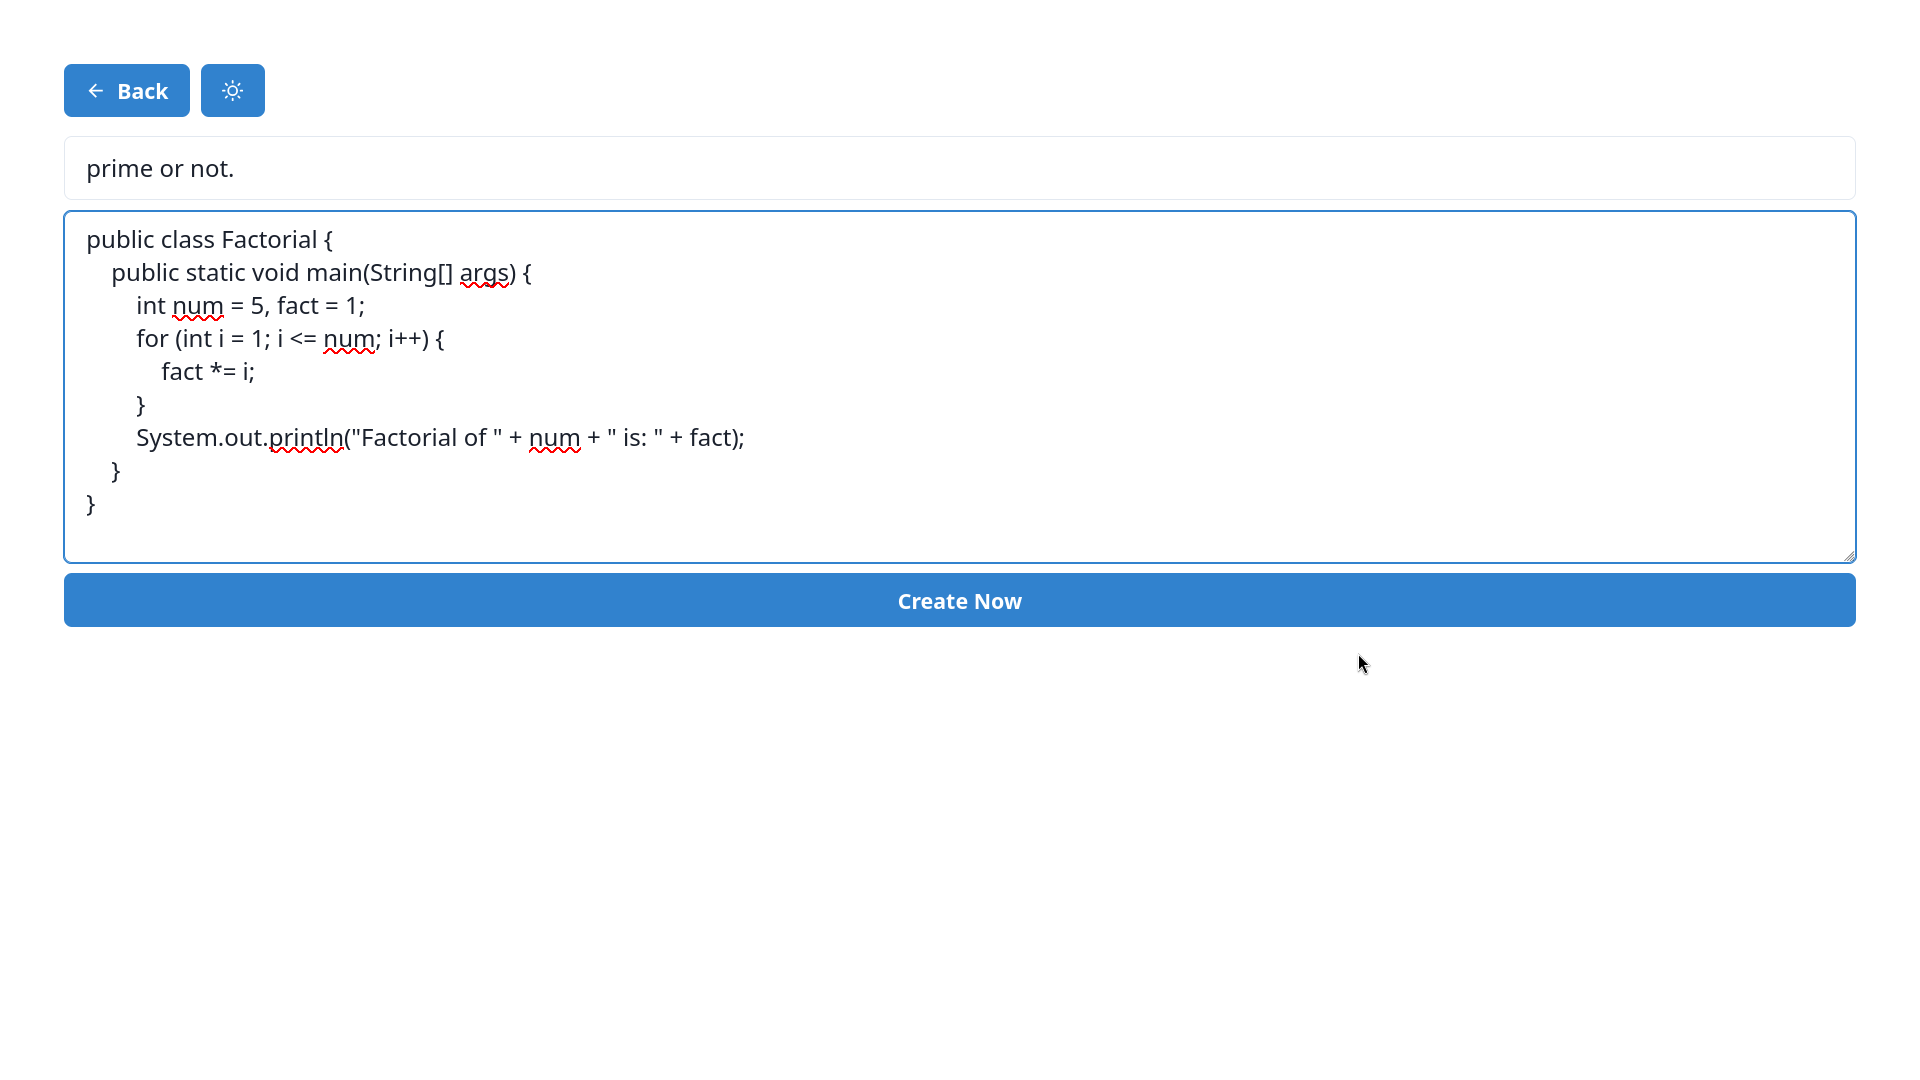 Back
prime or not.
public class Factorial {
    public static void main(String[] args) {
        int num = 5, fact = 1;
        for (int i = 1; i <= num; i++) {
            fact *= i;
        }
        System.out.println("Factorial of " + num + " is: " + fact);
    }
}
Create Now